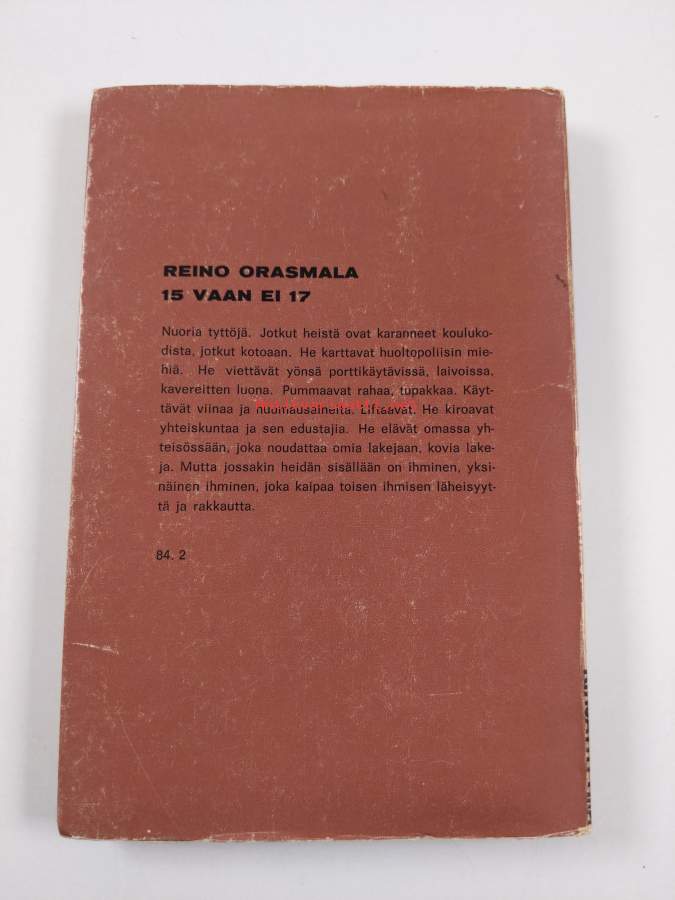 REINO ORASMALA
15 VAAN EI 17
Nuoria tyttöjä. Jotkut heistä ovat karanneet kouluko-
dista, jotkut kotoaan. He karttavat huoltopoliisin mie-
hiä. He viettävät yönsä porttikäytävissä, laivoissa,
kavereitten luona. Pummaavat rahaa, tupakkaa. Käyt-
tävät viinaa ja huumausaineita. Liftaavat. He kiroavat
yhteiskuntaa ja sen edustajia. He elävät omassa yh-
teisössään, joka noudattaa omia lakejaan, kovia lake-
ja. Mutta jossakin heidän sisällään on ihminen, yksi-
näinen ihminen, joka kaipaa toisen ihmisen läheisyyt-
tä ja rakkautta.
84. 2